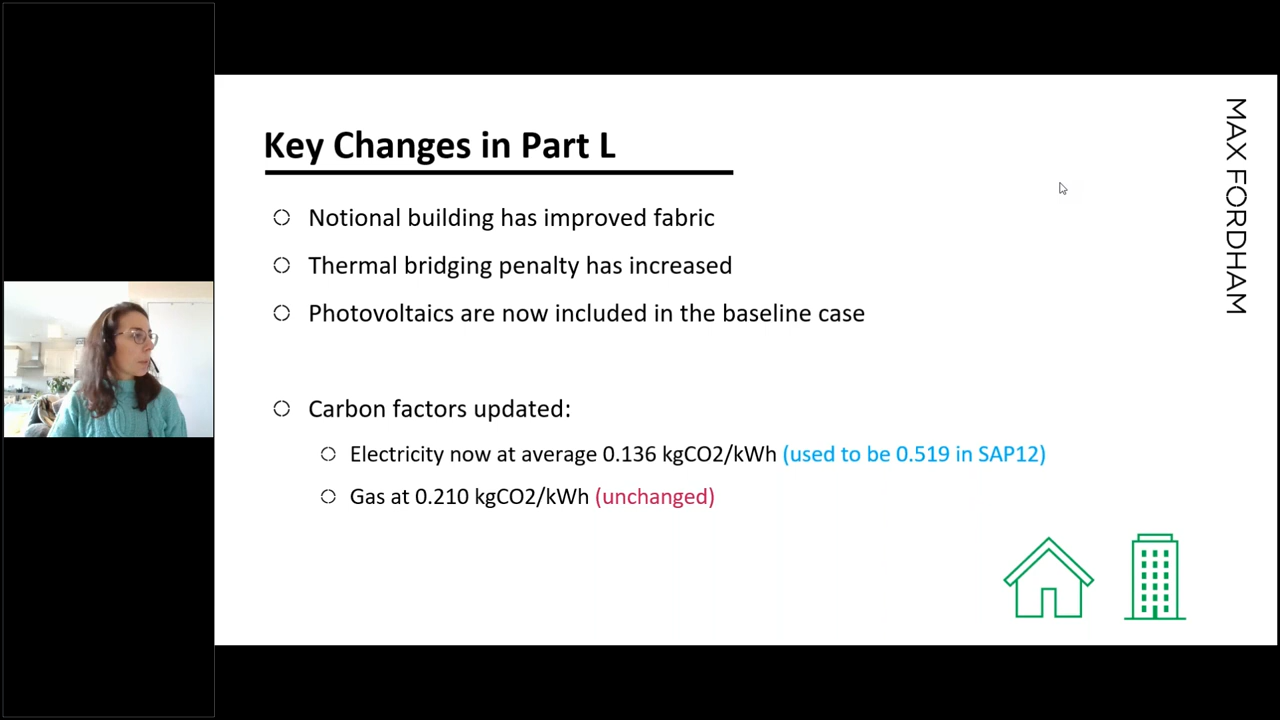 Key Changes in Part L
Notional building has improved fabric
Thermal bridging penalty has increased
Photovoltaics are now included in the baseline case
Carbon factors updated:
Electricity now at average 0.136 kgCO2/kWh (used to be 0.519 in SAP12)
Gas at 0.210 kgCO2/kWh (unchanged)
MAX FORDHAM